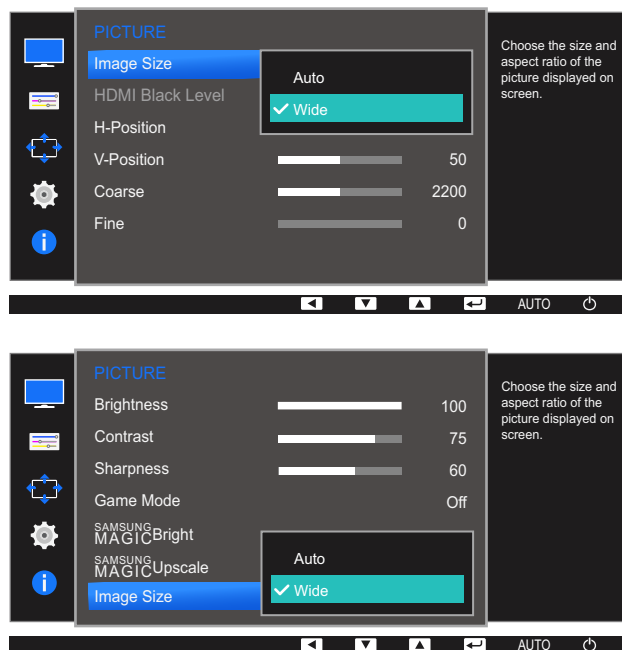 PICTURE
Image Size
Auto
Wide
HDMI Black Level
H-Position
V-Position 50
Coarse 2200
Fine 0
Choose the size and
aspect ratio of the
picture displayed on
screen.
AUTO
PICTURE
Brightness 100
Contrast 75
Sharpness 60
Game Mode Off
SAMSUNG
MAGICBright
SAMSUNG
MAGICUpscale
Image Size
Auto
Wide
Choose the size and
aspect ratio of the
picture displayed on
screen.
AUTO